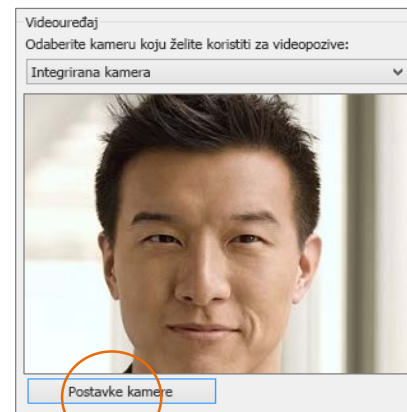 Videouređaj
Odaberite kameru koju želite koristiti za videopozive:
Integrirana kamera
Postavke kamere